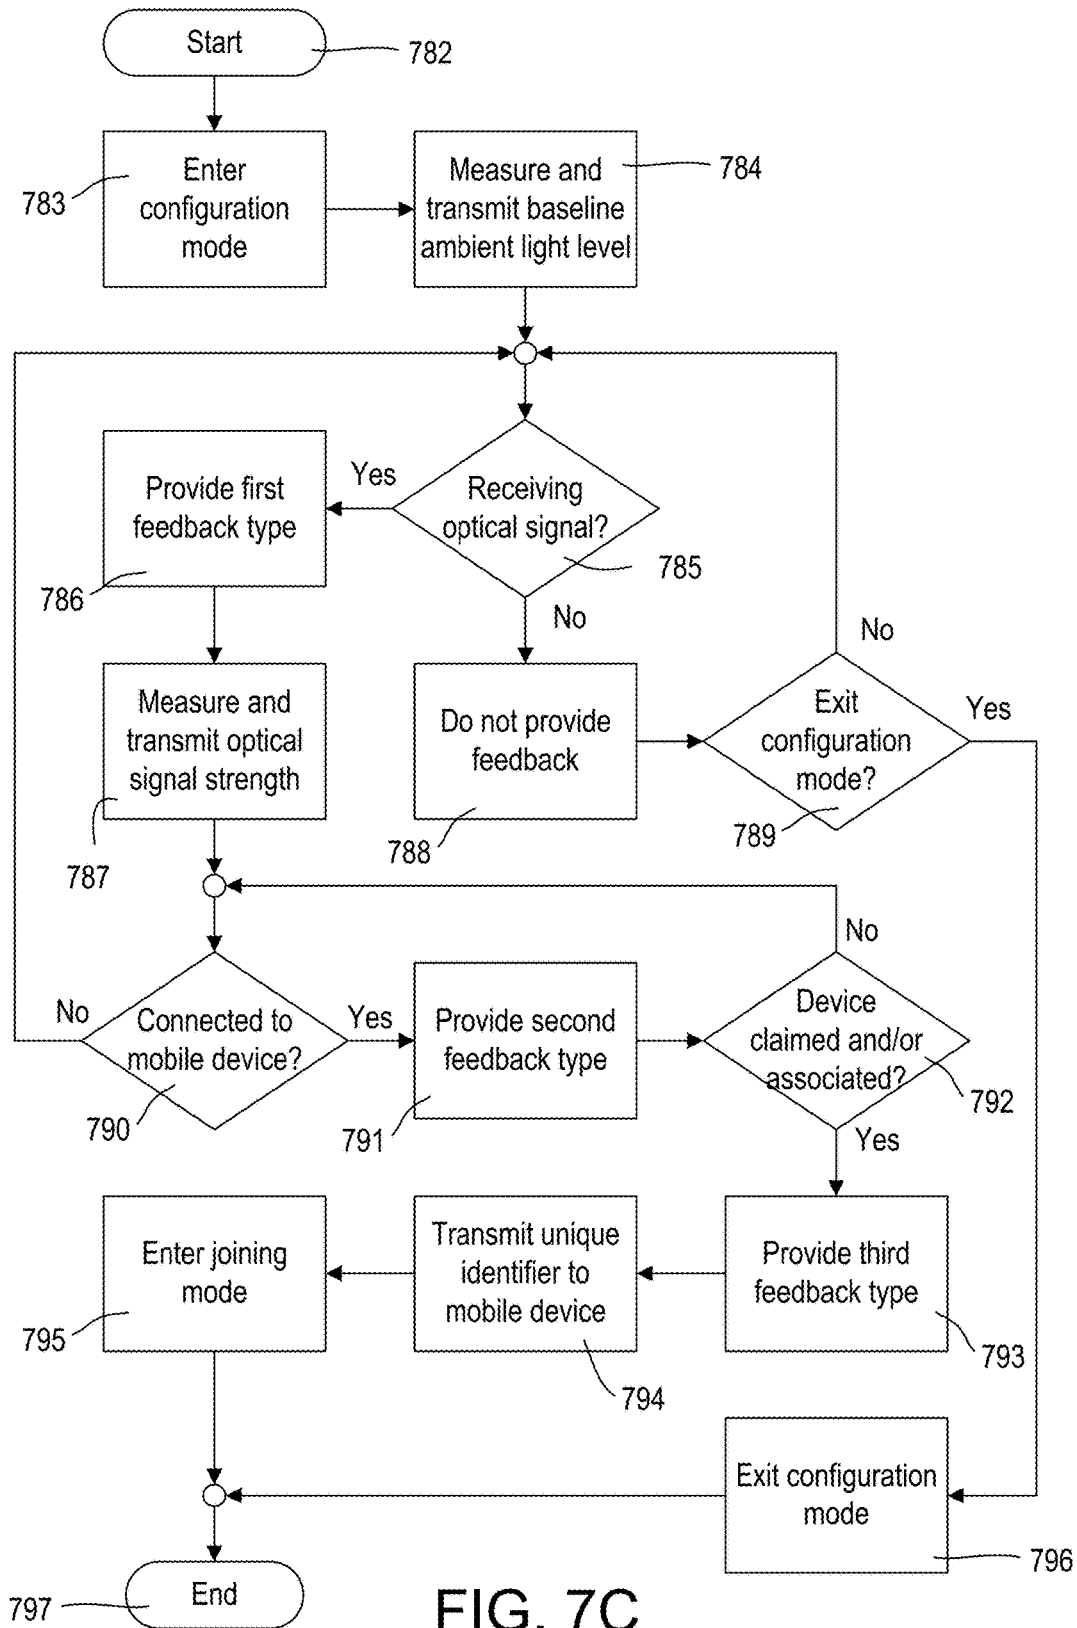 Start
782
Enter
configuration
mode
783
Measure and
transmit baseline
ambient light level
784
Receiving
optical signal?
785
Yes
No
Provide first
feedback type
786
Measure and
transmit optical
signal strength
787
Do not provide
feedback
788
Exit
configuration
mode?
789
No
Yes
Connected to
mobile device?
790
No
Yes
Provide second
feedback type
791
Device
claimed and/or
associated?
792
No
Yes
Provide third
feedback type
793
Transmit unique
identifier to
mobile device
794
Enter joining
mode
795
Exit configuration
mode
796
End
797
FIG. 7C